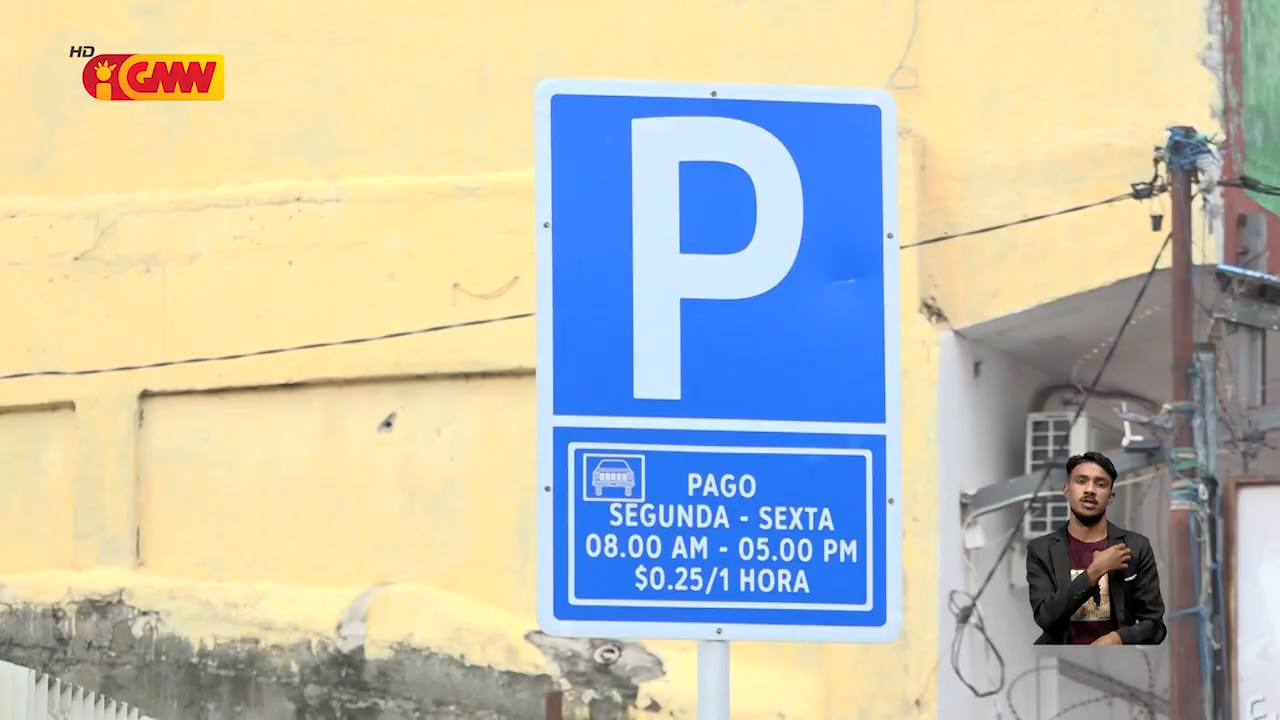 HD
GMN
P
PAGO
SEGUNDA - SEXTA
08.00 AM - 05.00 PM
$0.25/1 HORA